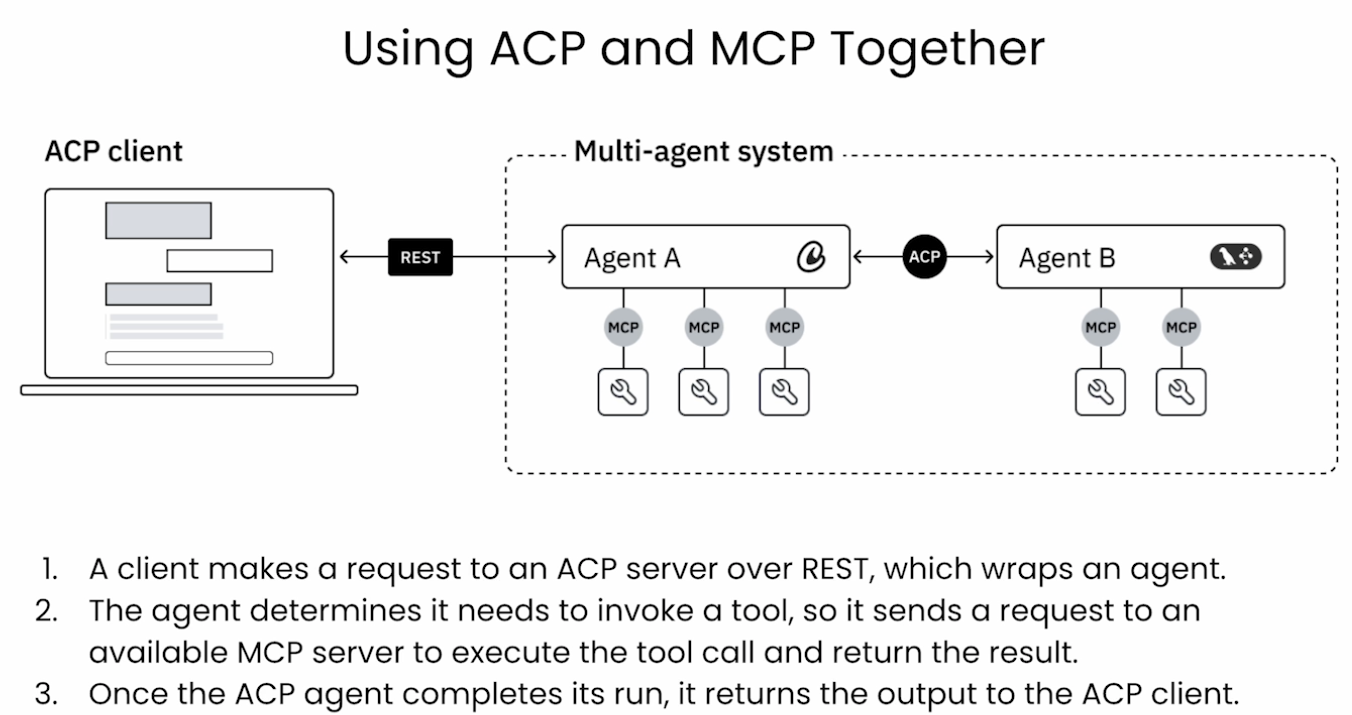 Using ACP and MCP Together
ACP client
Multi-agent system
REST
Agent A
ACP
Agent B
MCP
MCP
MCP
MCP
MCP
1. A client makes a request to an ACP server over REST, which wraps an agent.
2. The agent determines it needs to invoke a tool, so it sends a request to an
available MCP server to execute the tool call and return the result.
3. Once the ACP agent completes its run, it returns the output to the ACP client.